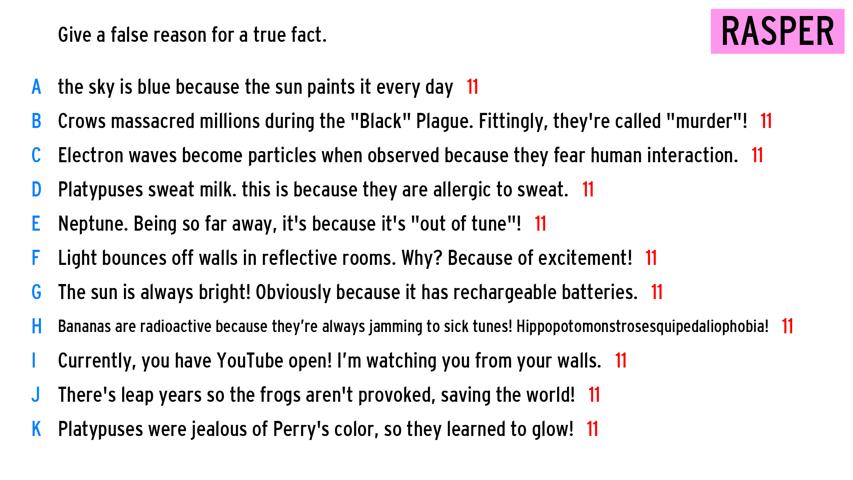 Give a false reason for a true fact.
RASPER
A the sky is blue because the sun paints it every day 11
B Crows massacred millions during the "Black" Plague. Fittingly, they're called "murder"! 11
C Electron waves become particles when observed because they fear human interaction. 11
D Platypuses sweat milk. this is because they are allergic to sweat. 11
E Neptune. Being so far away, it's because it's "out of tune"! 11
F Light bounces off walls in reflective rooms. Why? Because of excitement! 11
G The sun is always bright! Obviously because it has rechargeable batteries. 11
H Bananas are radioactive because they’re always jamming to sick tunes! Hippopotomonstrosesquipedaliophobia! 11
I Currently, you have YouTube open! I’m watching you from your walls. 11
J There's leap years so the frogs aren't provoked, saving the world! 11
K Platypuses were jealous of Perry's color, so they learned to glow! 11